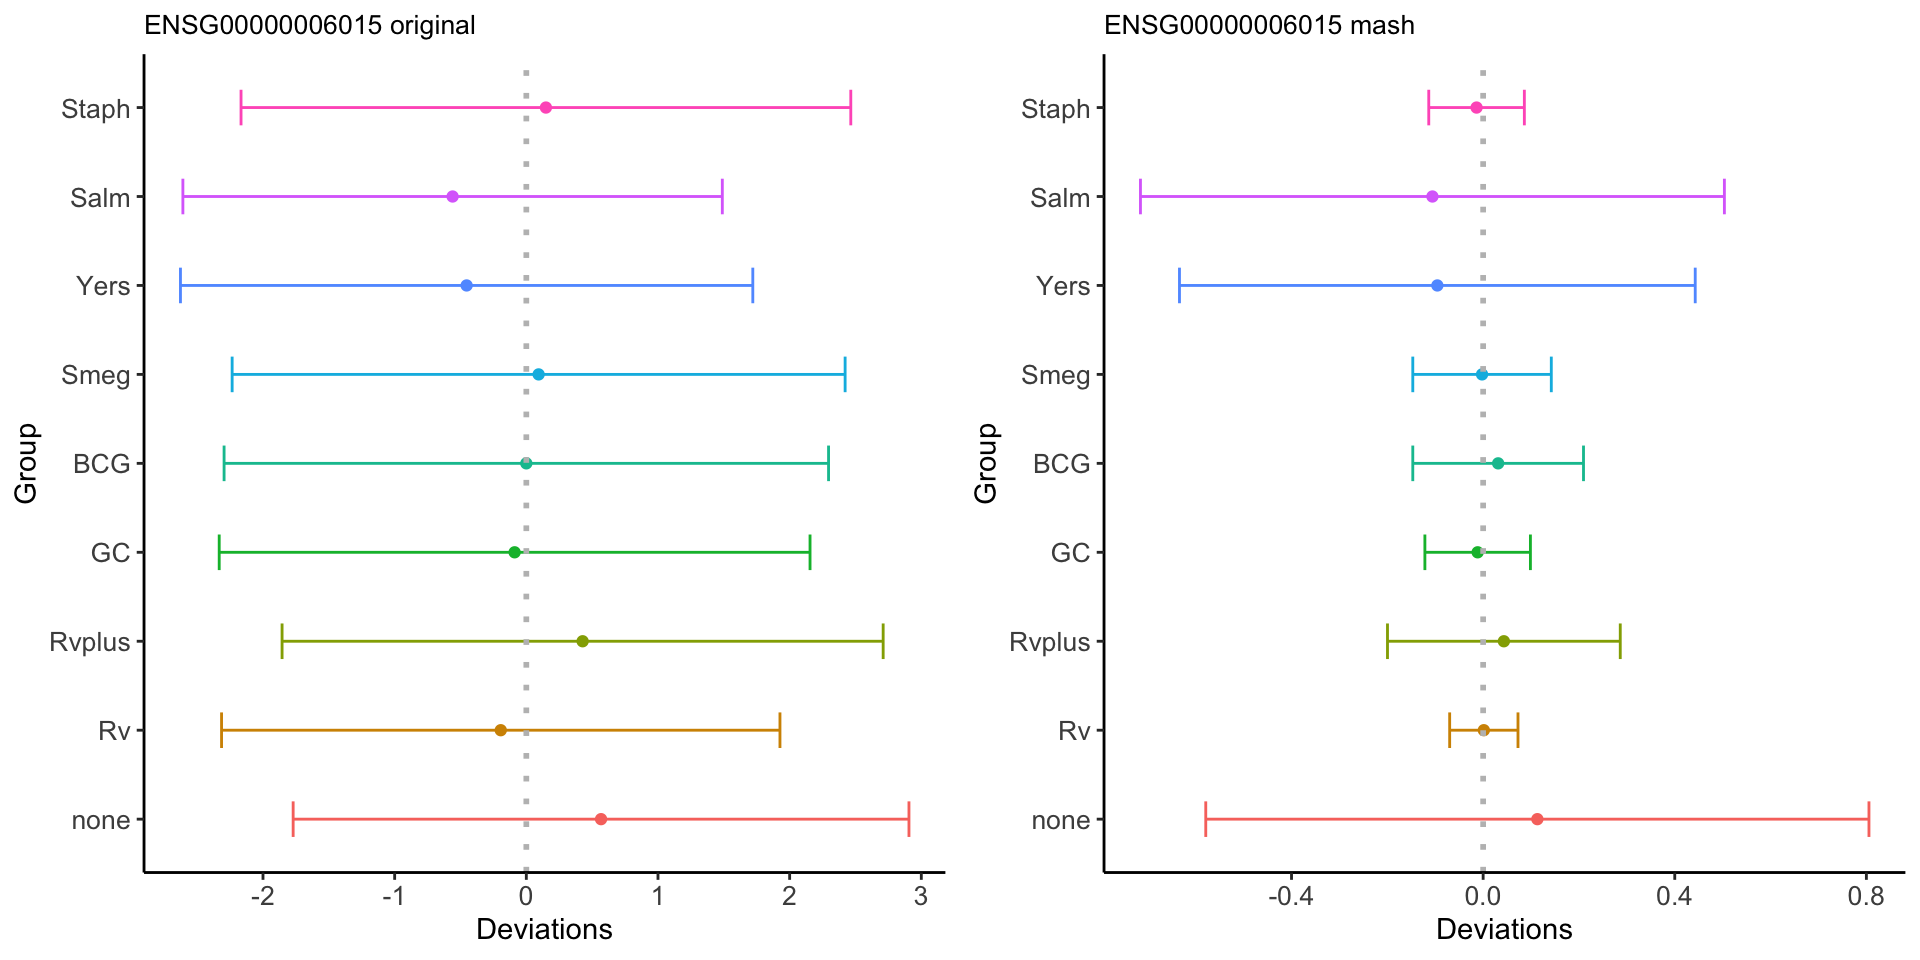 ENSG00000006015 original
Staph
Salm
Yers
Smeg
BCG
GC
Rvplus
Rv
none
Group
-2 -1 0 1 2 3
Deviations
ENSG00000006015 mash
Staph
Salm
Yers
Smeg
BCG
GC
Rvplus
Rv
none
Group
-0.4 0.0 0.4 0.8
Deviations